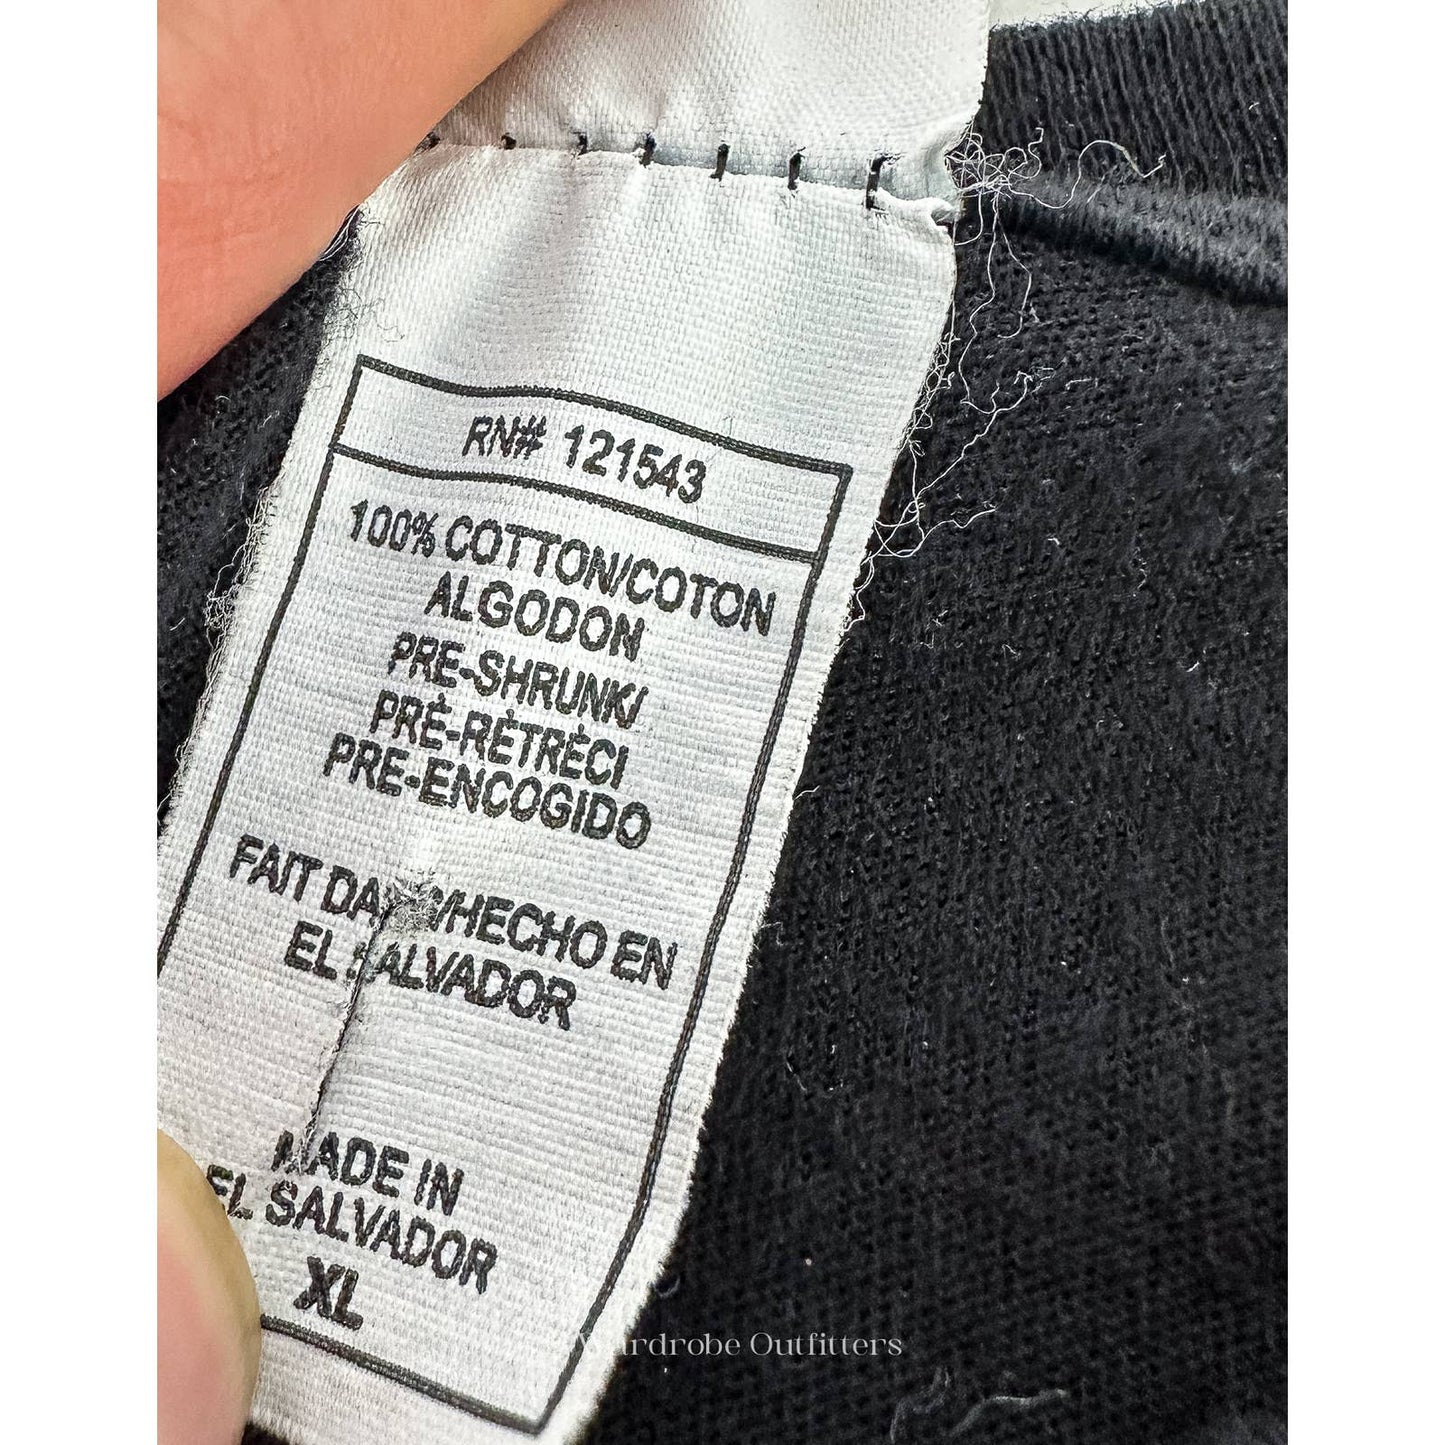 RN# 121543
100% COTTON/COTON
ALGODON
PRE-SHRUNK/
PRÉ-RÉTRÉCI
PRE-ENCOGIDO
FAIT HECHO EN
EL SALVADOR
MADE IN
EL SALVADOR
XL
Wardrobe Outfitters